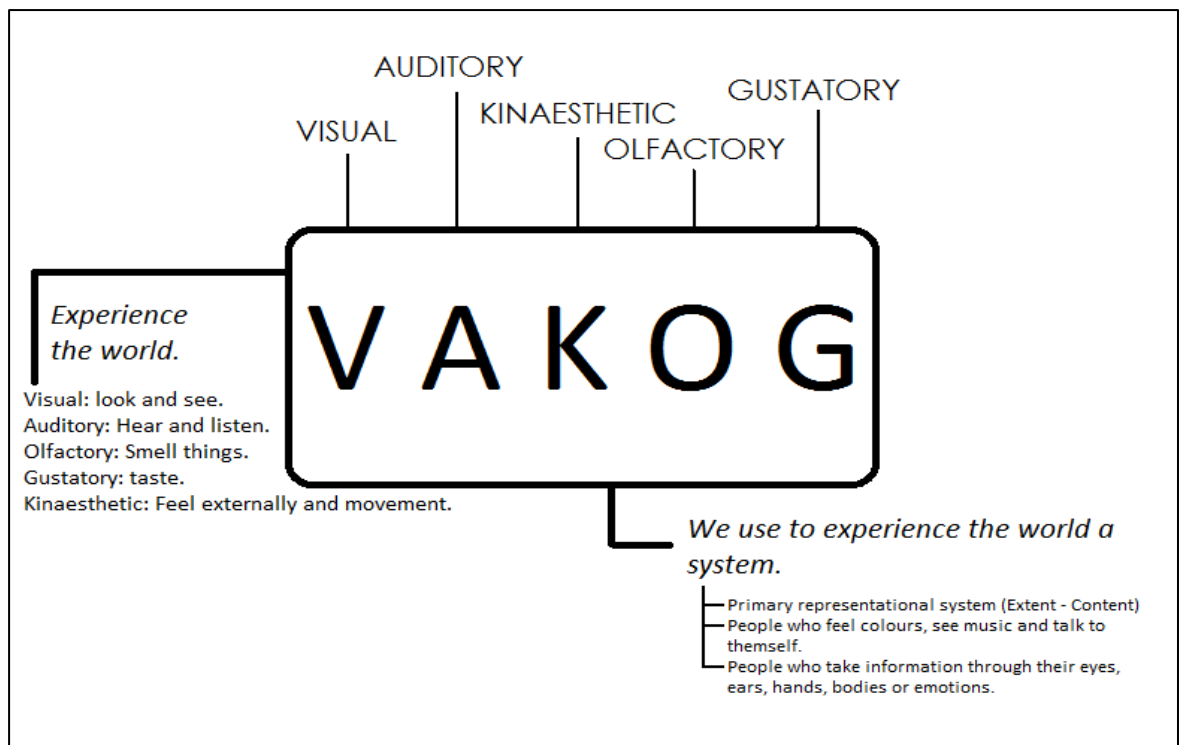 AUDITORY
GUSTATORY
KINAESTHETIC
VISUAL
OLFACTORY
V A K O G
Experience
the world.
Visual: look and see.
Auditory: Hear and listen.
Olfactory: Smell things.
Gustatory: taste.
Kinaesthetic: Feel externally and movement.
We use to experience the world a
system.
Primary representational system (Extent - Content)
People who feel colours, see music and talk to
themself.
People who take information through their eyes,
ears, hands, bodies or emotions.